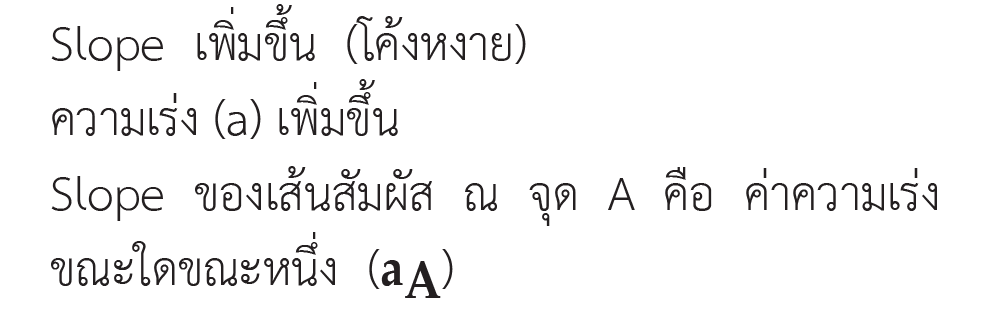 Slope เพิ่มขึ้น (โค้งหงาย)
ความเร่ง (a) เพิ่มขึ้น
Slope ของเส้นสัมผัส ณ จุด A คือ ค่าความเร่ง
ขณะใดขณะหนึ่ง (aA)